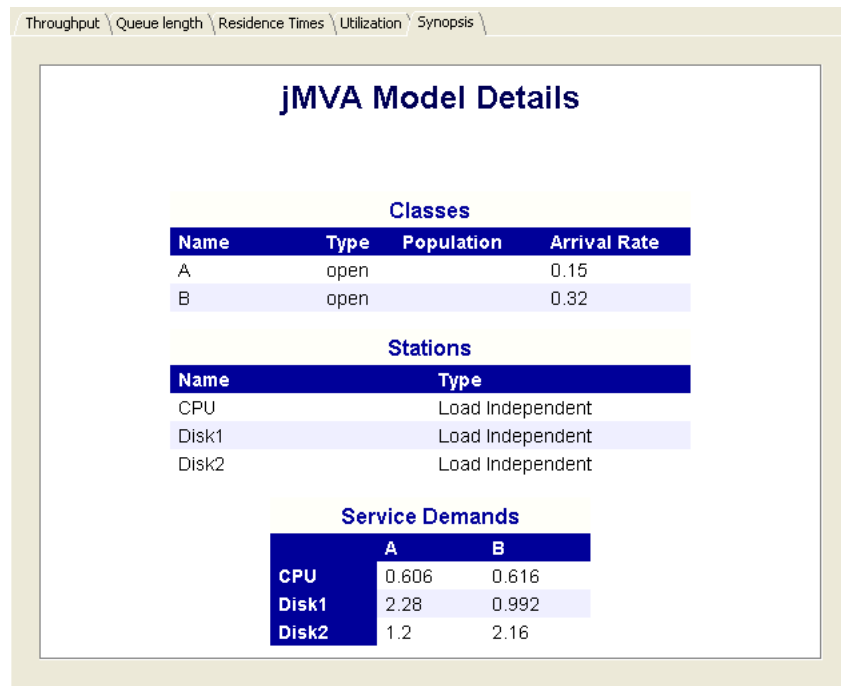 Throughput \ Queue length \ Residence Times \ Utilization \ Synopsis \
jMVA Model Details
Classes
Name Type Population Arrival Rate
A open 0.15
B open 0.32
Stations
Name Type
CPU Load Independent
Disk1 Load Independent
Disk2 Load Independent
Service Demands
A B
CPU 0.606 0.616
Disk1 2.28 0.992
Disk2 1.2 2.16